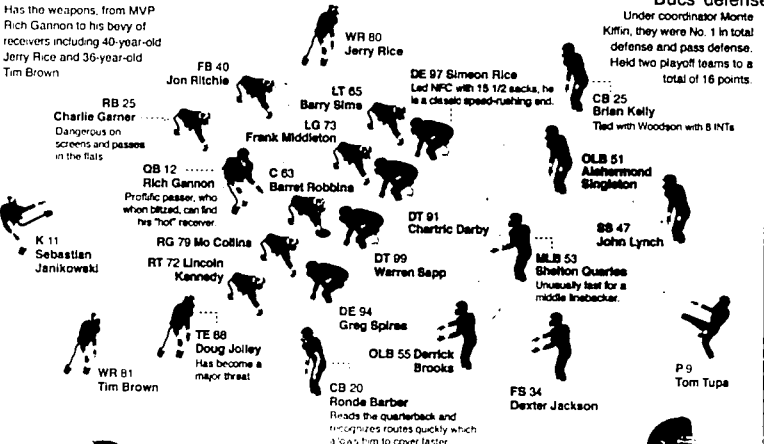 Has the weapons, from MVP
Rich Gannon to his bevy of
receivers including 40-year-old
Jerry Rice and 36-year-old
Tim Brown
Bucs' defense
Under coordinator Monte
Kiffin, they were No. 1 in total
defense and pass defense.
Held two playoff teams to a
total of 16 points.
WR 80
Jerry Rice
FB 40
Jon Ritchie
RB 25
Charlie Garner
Dangerous on
screens and passes
in the flats
LT 65
Barry Sims
LG 73
Frank Middleton
DE 97 Simeon Rice
Led NFC with 15 1/2 sacks, he
is a classic speed-rushing end.
CB 25
Brian Kelly
Tied with Woodson with 8 INTs
QB 12
Rich Gannon
Prolific passer, who
when blitzed, can find
his "hot" receiver.
C 63
Barret Robbins
OLB 51
Alshermond
Singleton
K 11
Sebastian
Janikowski
RG 79 Mo Collins
RT 72 Lincoln
Kennedy
DT 91
Chartric Darby
DT 99
Warren Sapp
SS 47
John Lynch
MLB 53
Shelton Quarles
Unusually fast for a
middle linebacker.
DE 94
Greg Spires
TE 88
Doug Jolley
Has become a
major threat
WR 81
Tim Brown
OLB 55 Derrick
Brooks
CB 20
Ronde Barber
Reads the quarterback and
recognizes routes quickly which
allows him to cover faster
FS 34
Dexter Jackson
P 9
Tom Tupa